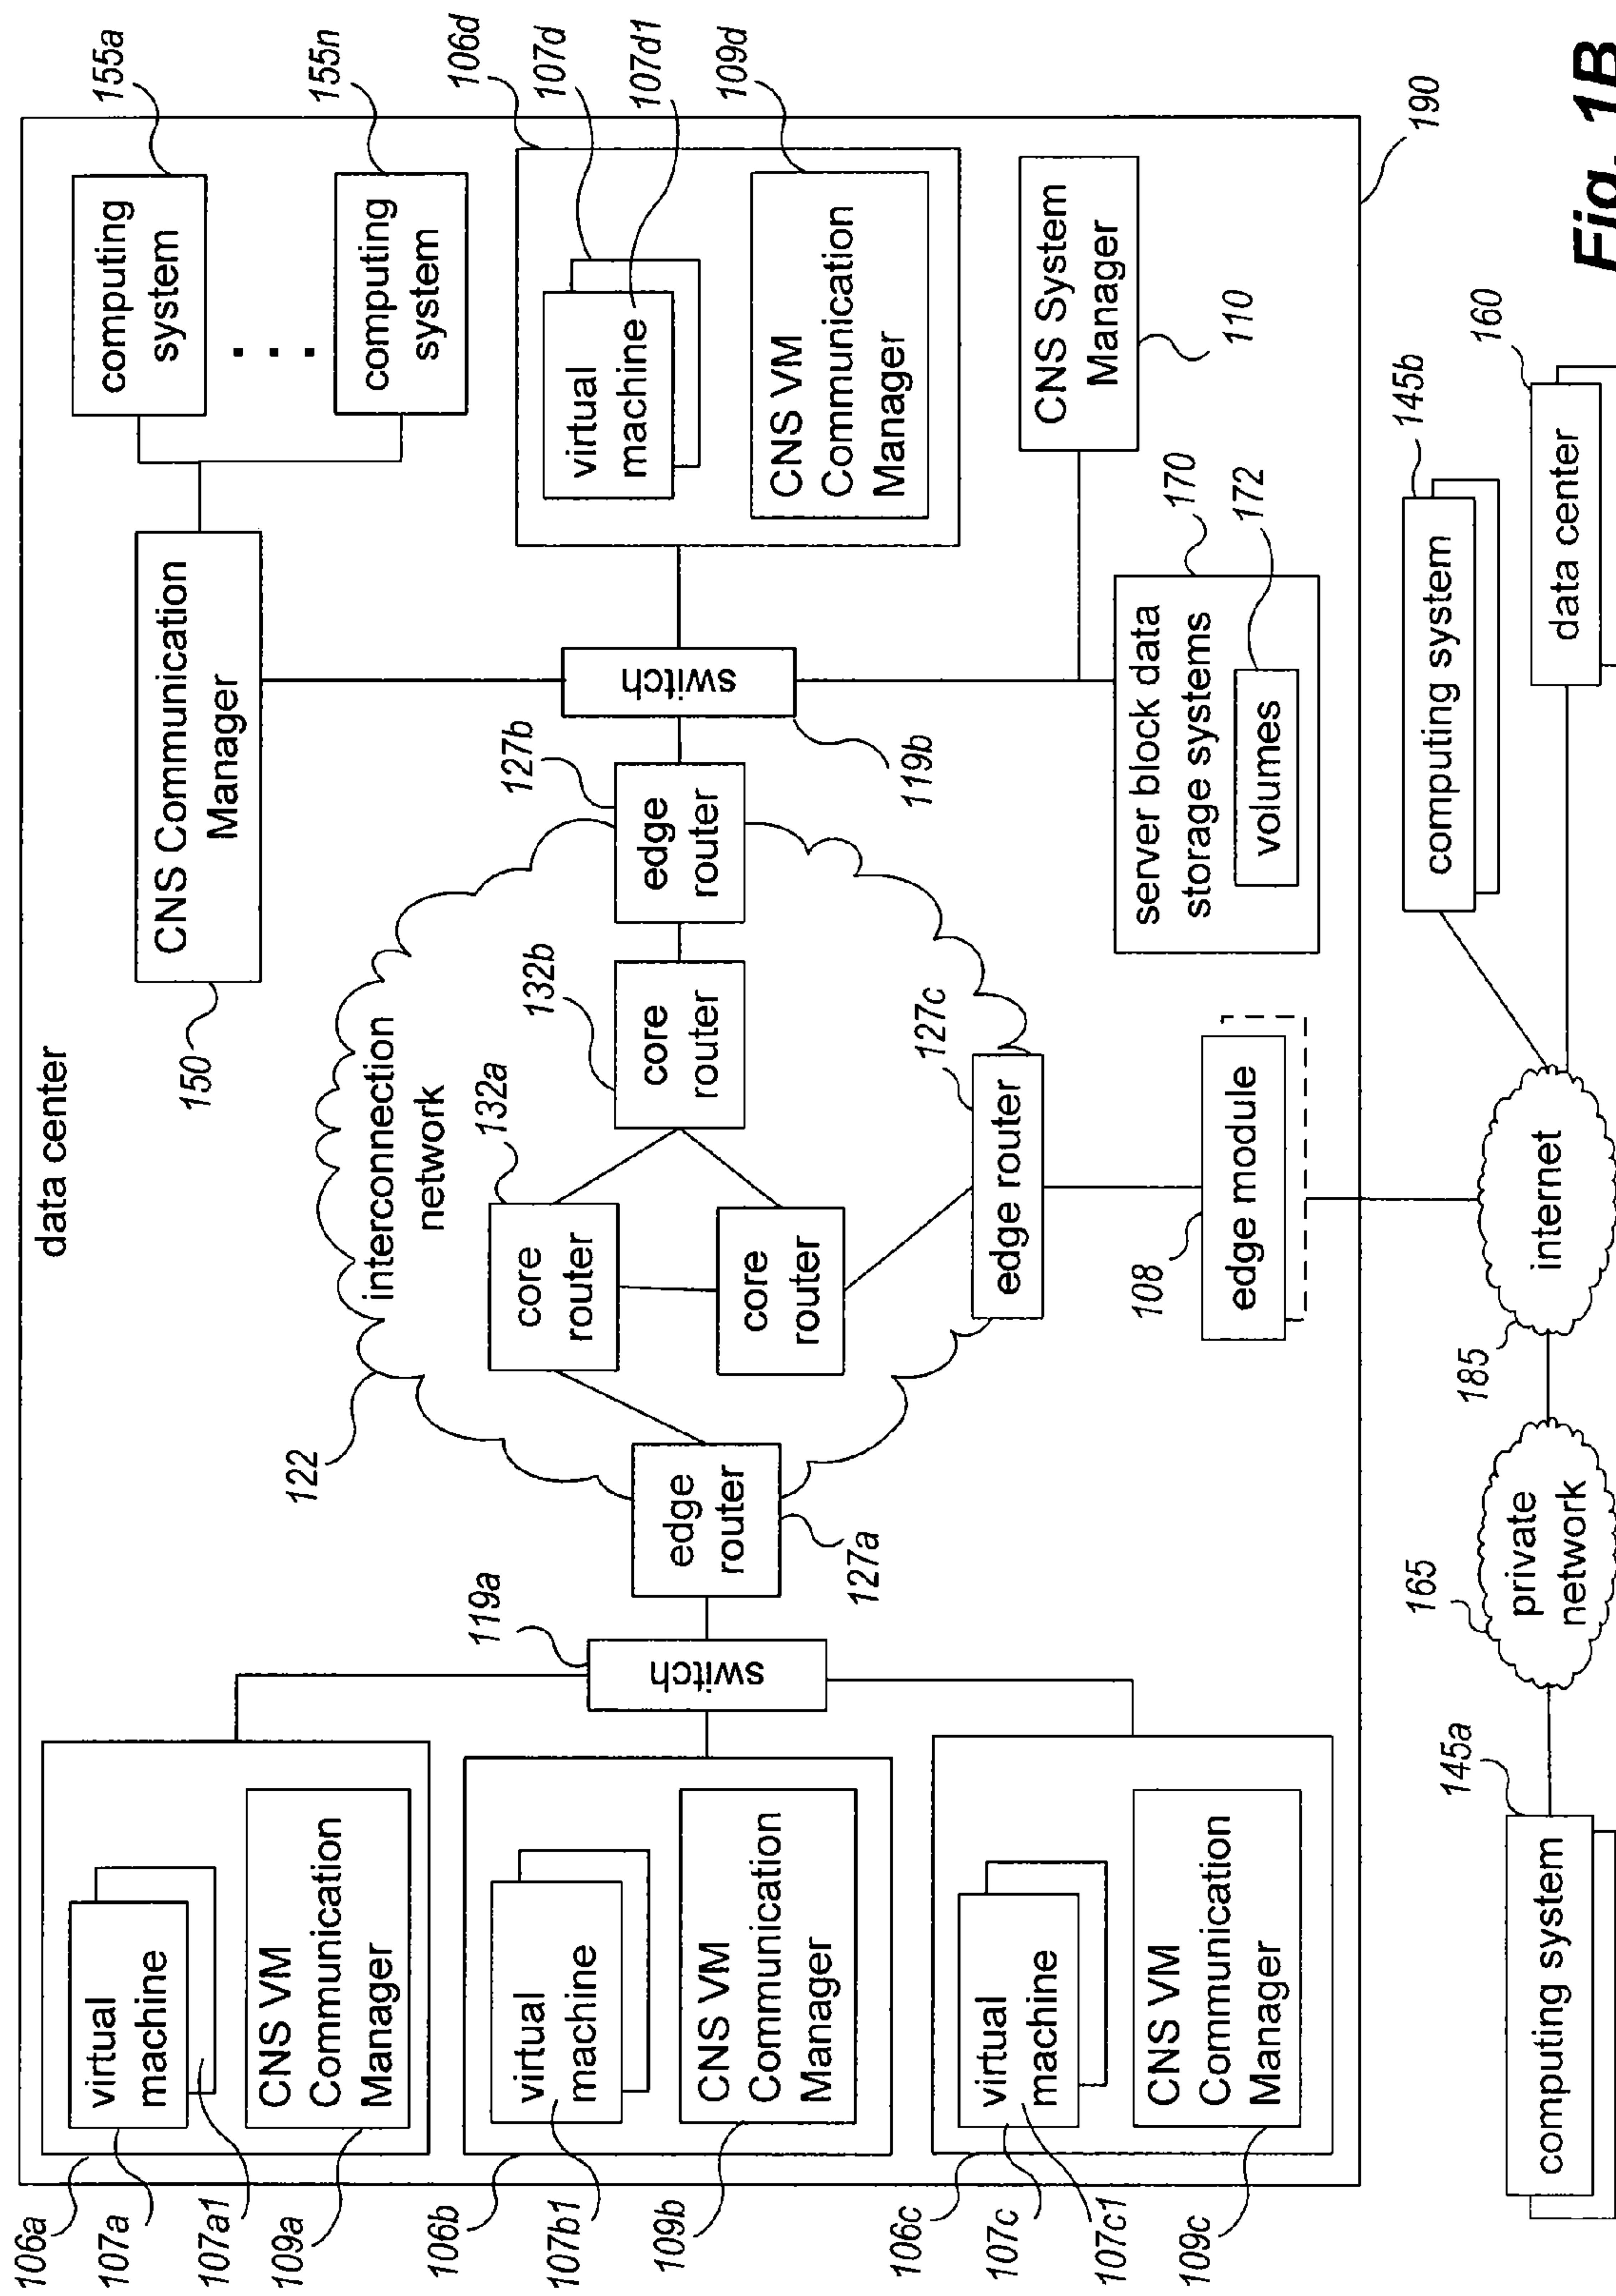 data center
106a
107a
virtual
machine
107a1
CNS VM
Communication
Manager
109a
106b
virtual
machine
107b1
CNS VM
Communication
Manager
109b
106c
virtual
machine
107c
107c1
CNS VM
Communication
Manager
109c
119a
switch
122
interconnection
network
edge
router
127a
132a
core
router
core
router
132b
core
router
127b
edge
router
127c
edge router
108
edge module
150
CNS Communication
Manager
switch
119b
155a
computing
system
. . .
155n
computing
system
106d
107d
virtual
machine
107d1
CNS VM
Communication
Manager
109d
CNS System
Manager
110
170
server block data
storage systems
172
volumes
190
145a
computing system
165
private
network
185
internet
145b
computing system
160
data center
Fig. 1B